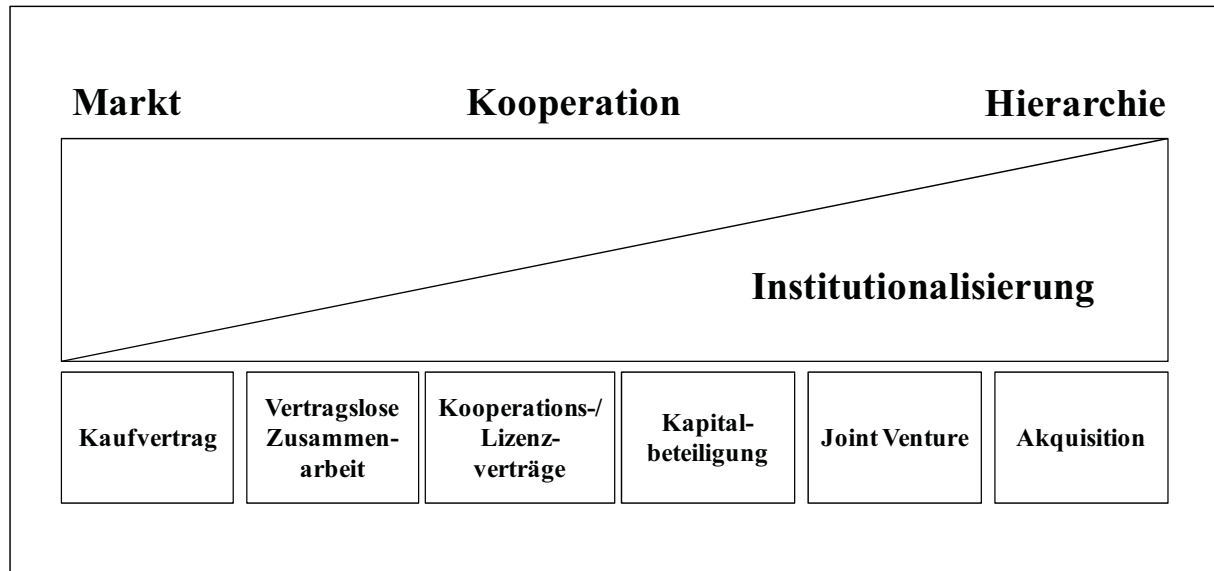 Markt Kooperation Hierarchie
Institutionalisierung
Kaufvertrag
Vertragslose
Zusammen-
arbeit
Kooperations-/
Lizenz-
verträge
Kapital-
beteiligung
Joint Venture
Akquisition